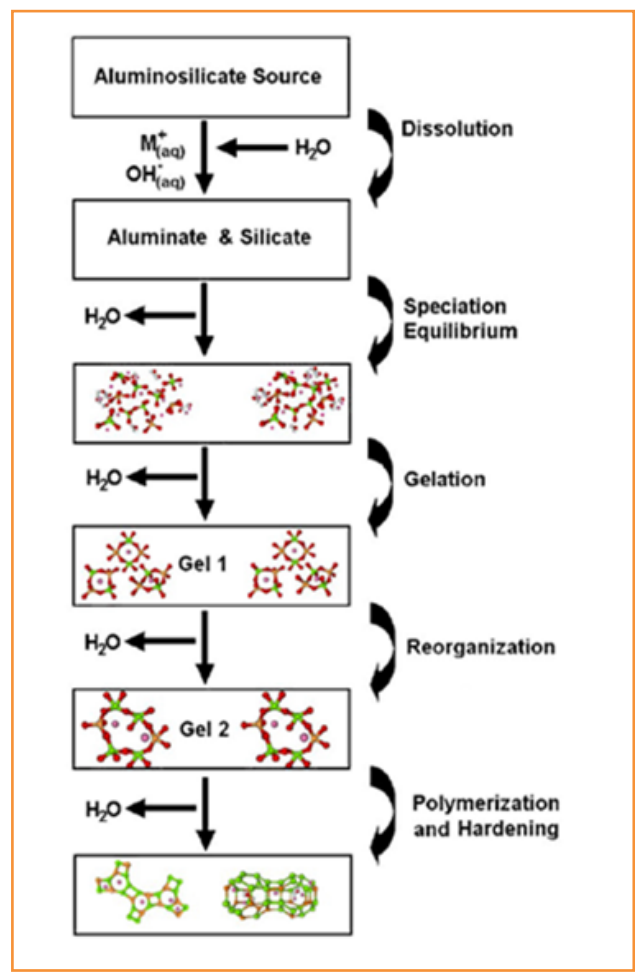 Aluminosilicate Source
Dissolution
M⁺(aq)
H₂O
OH⁻(aq)
Aluminate & Silicate
Speciation
Equilibrium
H₂O
Gelation
H₂O
Gel 1
Reorganization
H₂O
Gel 2
Polymerization
and Hardening
H₂O